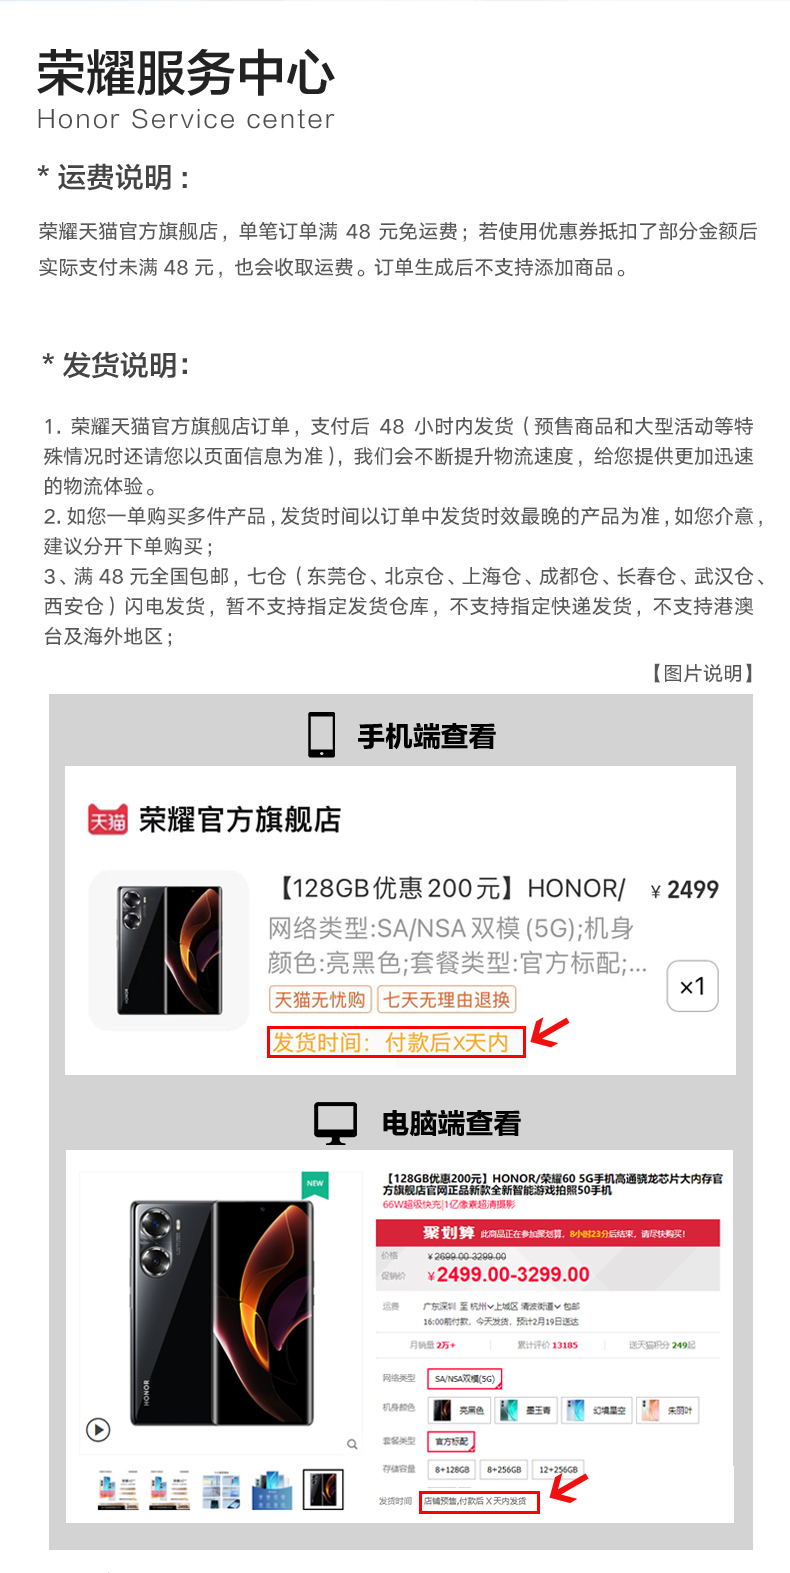 荣耀服务中心
Honor Service center
* 运费说明：
荣耀天猫官方旗舰店，单笔订单满 48 元免运费；若使用优惠券抵扣了部分金额后
实际支付未满 48 元，也会收取运费。订单生成后不支持添加商品。
* 发货说明：
1. 荣耀天猫官方旗舰店订单，支付后 48 小时内发货（预售商品和大型活动等特
殊情况时还请您以页面信息为准），我们会不断提升物流速度，给您提供更加迅速
的物流体验。
2. 如您一单购买多件产品，发货时间以订单中发货时效最晚的产品为准，如您介意，
建议分开下单购买；
3、满 48 元全国包邮，七仓（东莞仓、北京仓、上海仓、成都仓、长春仓、武汉仓、
西安仓）闪电发货，暂不支持指定发货仓库，不支持指定快递发货，不支持港澳
台及海外地区；
【图片说明】
手机端查看
天猫 荣耀官方旗舰店
【128GB优惠200元】HONOR/ ¥ 2499
网络类型:SA/NSA双模(5G);机身
颜色:亮黑色;套餐类型:官方标配;...
×1
天猫无忧购 七天无理由退换
发货时间：付款后X天内
HONOR
电脑端查看
NEW
【128GB优惠200元】HONOR/荣耀60 5G手机高通骁龙芯片大内存官
方旗舰店官网正品新款全新智能游戏拍照50手机
66W超级快充|1亿像素超清摄影
聚划算 此商品正在参加聚划算，8小时23分后结束，请尽快购买！
价格 ¥2699.00-3299.00
促销价 ¥2499.00-3299.00
运费 广东深圳 至 杭州上城区 清波街道 包邮
16:00前付款，今天发货，预计2月19日送达
月销量 2万+ 累计评价 13185 送天猫积分 249起
网络类型 SA/NSA双模(5G)
机身颜色 亮黑色 墨玉青 幻境星空 朱丽叶
套餐类型 官方标配
存储容量 8+128GB 8+256GB 12+256GB
发货时间 店铺预售,付款后 X 天内发货
HONOR